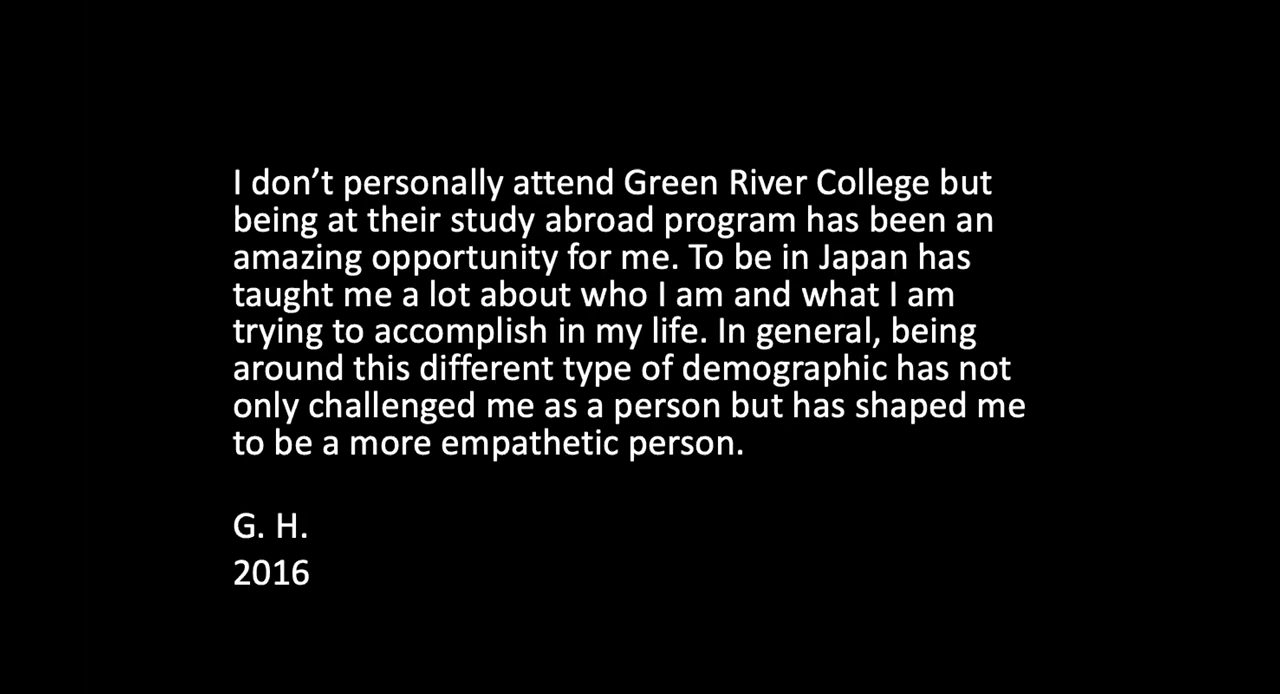 I don’t personally attend Green River College but
being at their study abroad program has been an
amazing opportunity for me. To be in Japan has
taught me a lot about who I am and what I am
trying to accomplish in my life. In general, being
around this different type of demographic has not
only challenged me as a person but has shaped me
to be a more empathetic person.
G. H.
2016